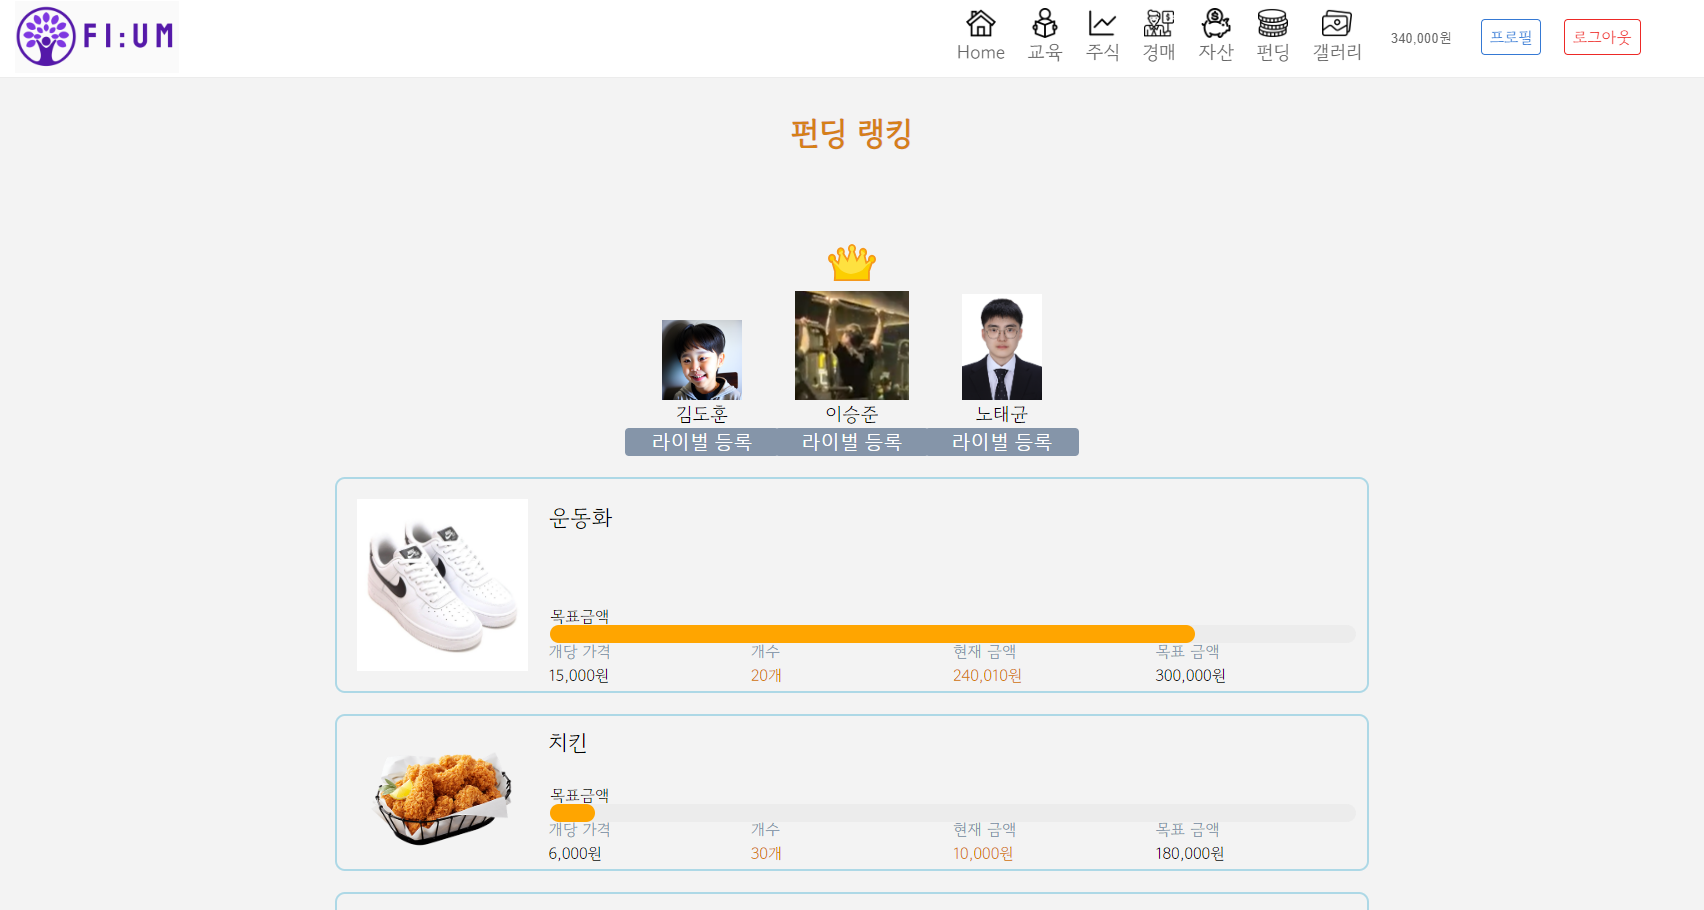 FI:UM
Home 교육 주식 경매 자산 펀딩 갤러리 340,000원 프로필 로그아웃
펀딩 랭킹
김도훈 이승준 노태균
라이벌 등록 라이벌 등록 라이벌 등록
운동화
목표금액
개당 가격 개수 현재 금액 목표 금액
15,000원 20개 240,010원 300,000원
치킨
목표금액
개당 가격 개수 현재 금액 목표 금액
6,000원 30개 10,000원 180,000원